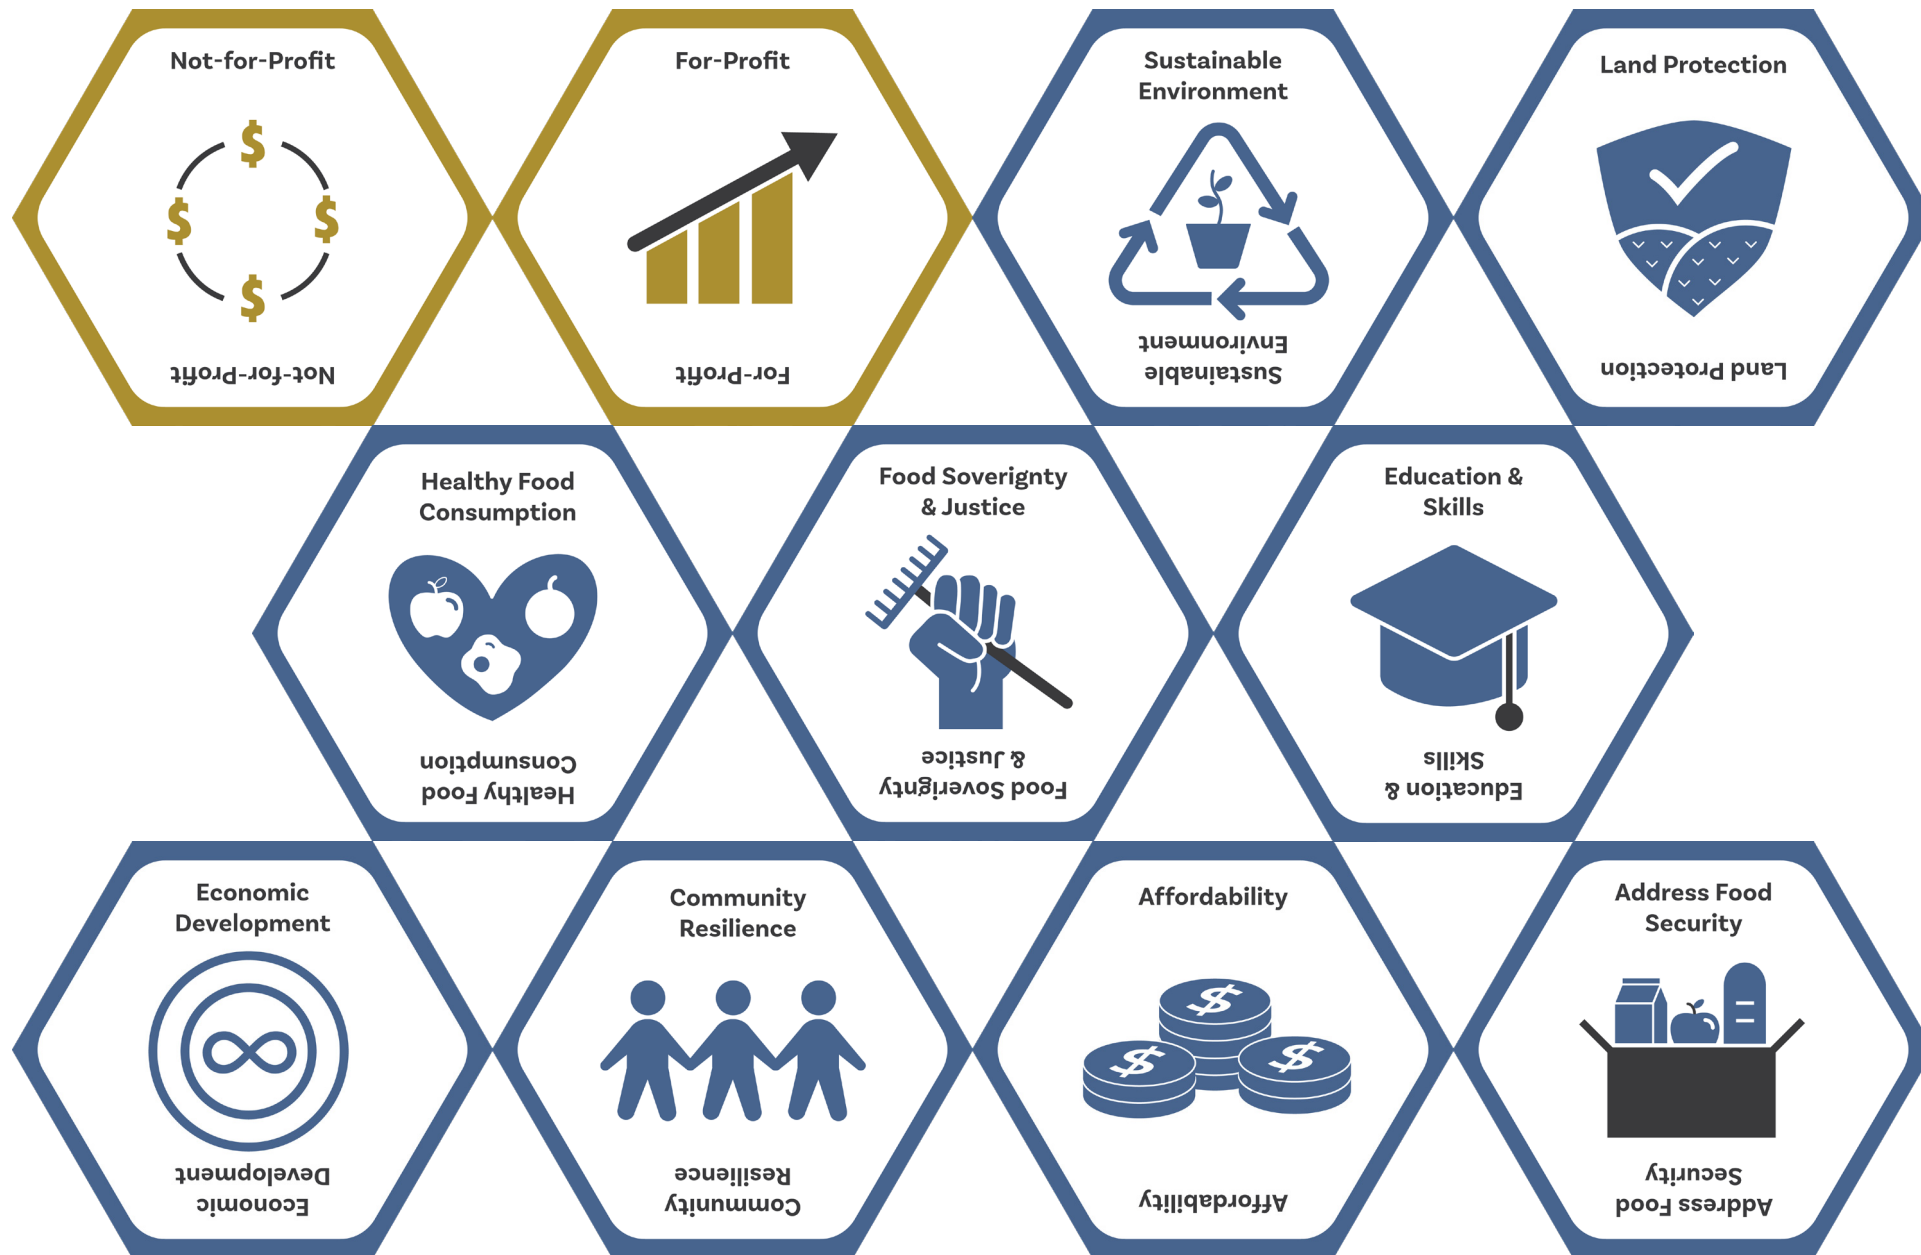 Not-for-Profit
$
$
$
$
Not-for-Profit
For-Profit
For-Profit
Sustainable
Environment
Sustainable
Environment
Land Protection
Land Protection
Healthy Food
Consumption
Healthy Food
Consumption
Food Soverignty
& Justice
Food Soverignty
& Justice
Education &
Skills
Education &
Skills
Economic
Development
Economic
Development
Community
Resilience
Community
Resilience
Affordability
$
$
$
Affordability
Address Food
Security
Address Food
Security